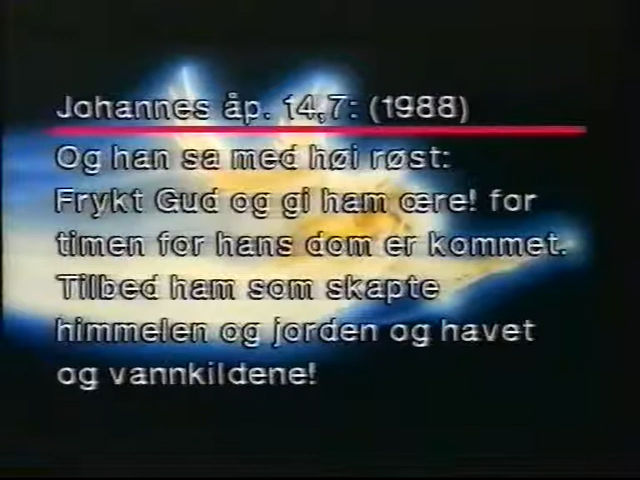 Johannes åp. 14,7: (1988)
Og han sa med høi røst:
Frykt Gud og gi ham ære! for
timen for hans dom er kommet.
Tilbed ham som skapte
himmelen og jorden og havet
og vannkildene!